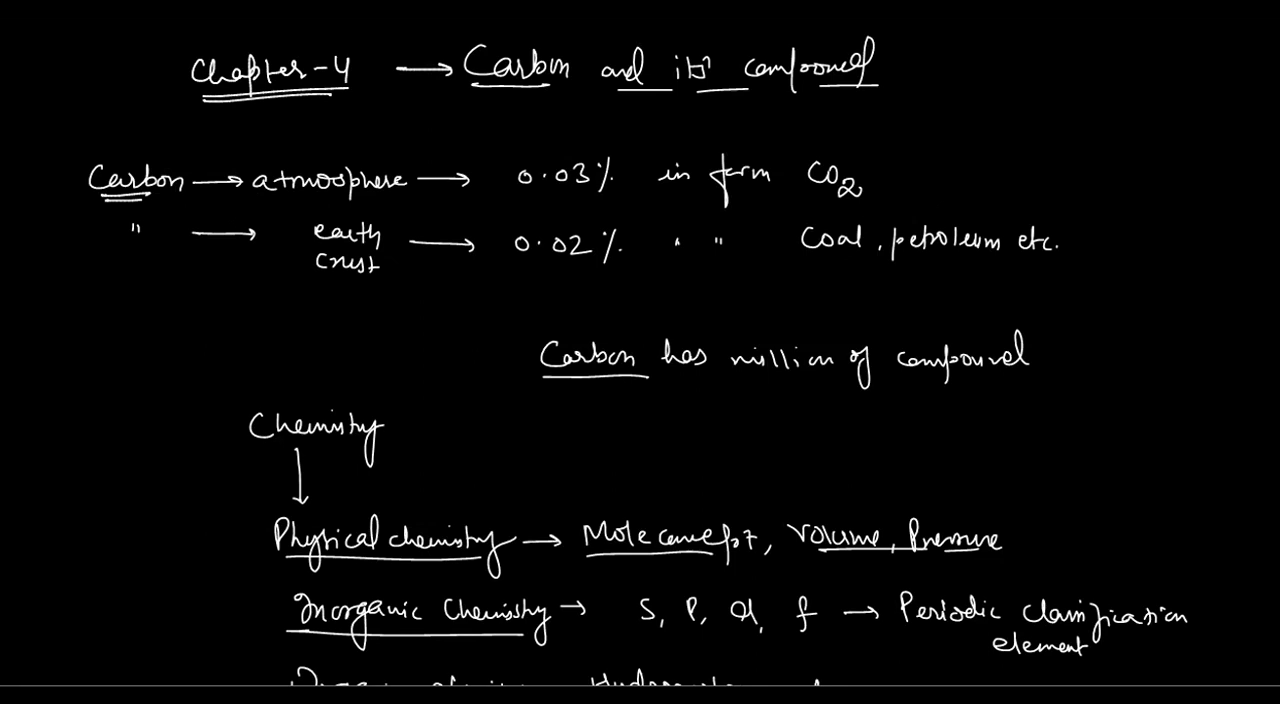 Chapter-4 → Carbon and its compound
Carbon → atmosphere → 0.03% in form CO2
" → earth crust → 0.02% " " Coal, petroleum etc.
Carbon has million of compound
Chemistry
↓
Physical chemistry → Mole concept, Volume, Pressure
Inorganic Chemistry → S, P, d, f → Periodic classification
element